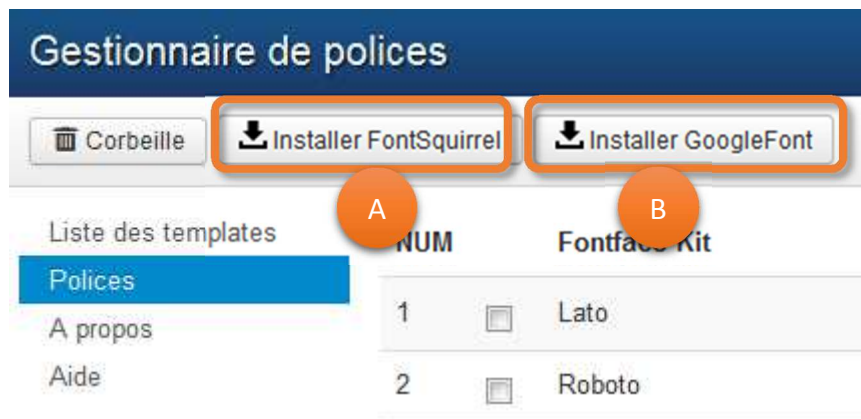 Gestionnaire de polices
Corbeille
Installer FontSquirrel
Installer GoogleFont
A
B
Liste des templates
Polices
A propos
Aide
NUM
Fontface Kit
1
Lato
2
Roboto